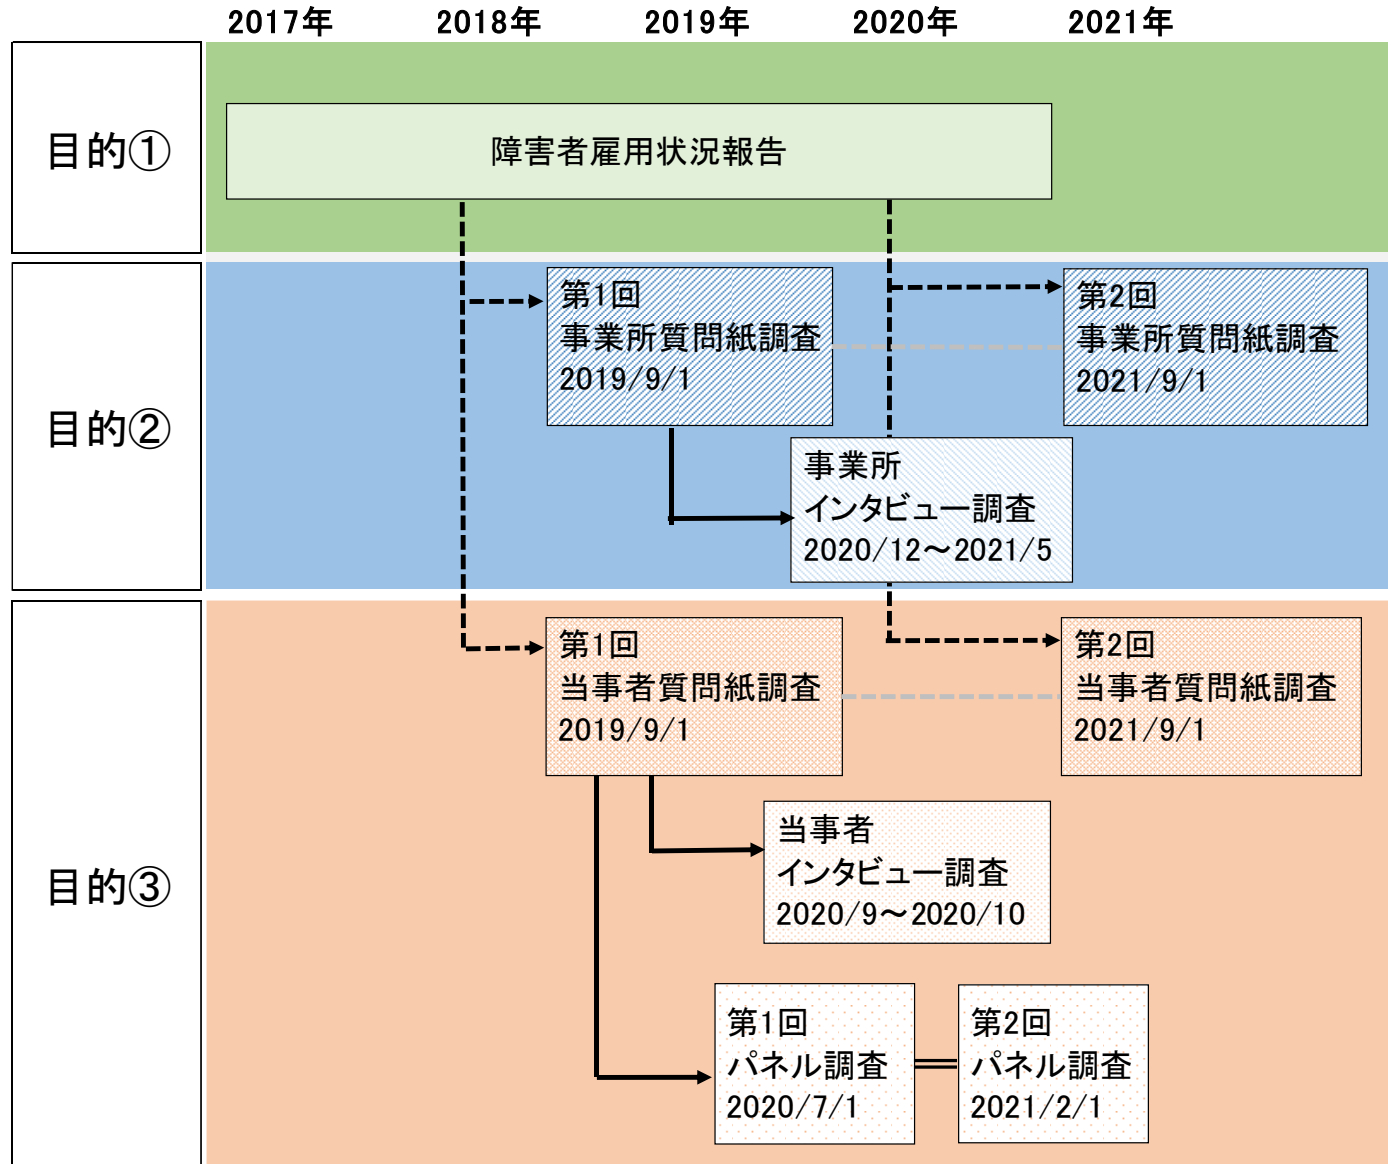 2017年 2018年 2019年 2020年 2021年
目的①
障害者雇用状況報告
目的②
第1回
事業所質問紙調査
2019/9/1
第2回
事業所質問紙調査
2021/9/1
事業所
インタビュー調査
2020/12～2021/5
目的③
第1回
当事者質問紙調査
2019/9/1
第2回
当事者質問紙調査
2021/9/1
当事者
インタビュー調査
2020/9～2020/10
第1回
パネル調査
2020/7/1
第2回
パネル調査
2021/2/1